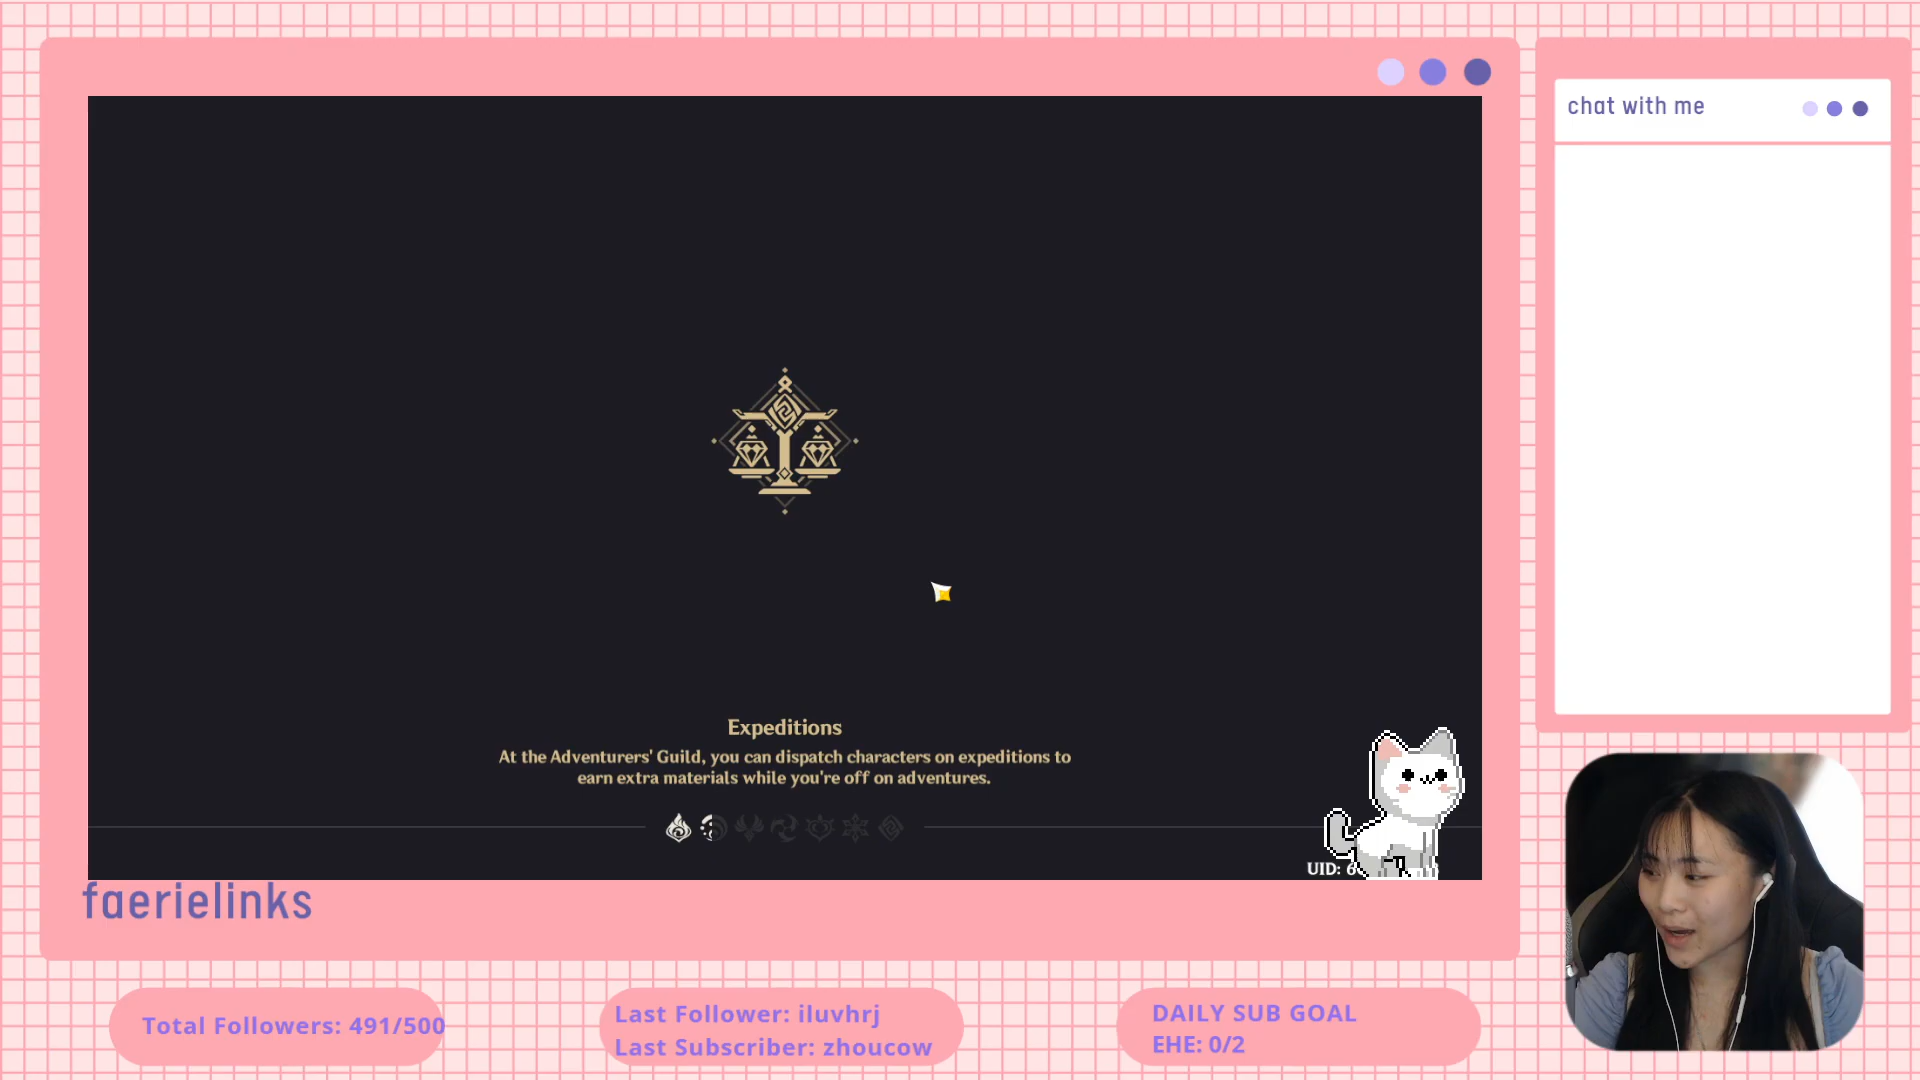 chat with me
Expeditions
At the Adventurers' Guild, you can dispatch characters on expeditions to
earn extra materials while you're off on adventures.
UID: 6
faerielinks
Total Followers: 491/500
Last Follower: iluvhrj
Last Subscriber: zhoucow
DAILY SUB GOAL
EHE: 0/2